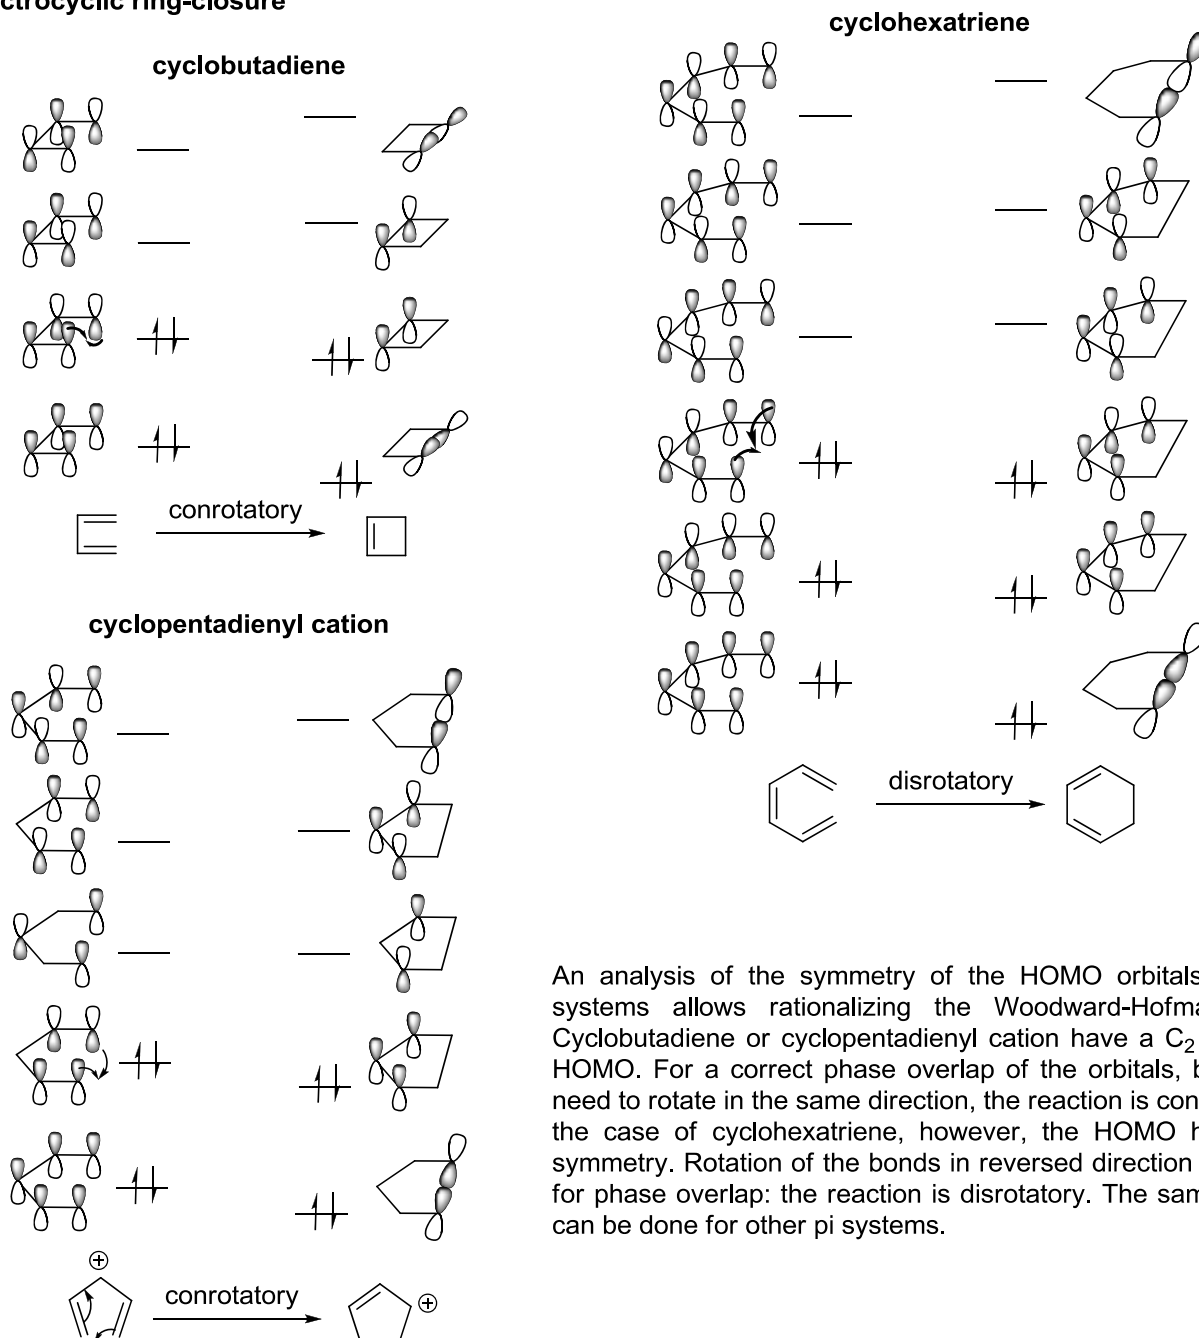 ctrocyclic ring-closure
cyclobutadiene
conrotatory
cyclopentadienyl cation
⊕
conrotatory
⊕
cyclohexatriene
disrotatory
An analysis of the symmetry of the HOMO orbitals
systems allows rationalizing the Woodward-Hofma
Cyclobutadiene or cyclopentadienyl cation have a C2
HOMO. For a correct phase overlap of the orbitals, b
need to rotate in the same direction, the reaction is con
the case of cyclohexatriene, however, the HOMO h
symmetry. Rotation of the bonds in reversed direction
for phase overlap: the reaction is disrotatory. The sam
can be done for other pi systems.